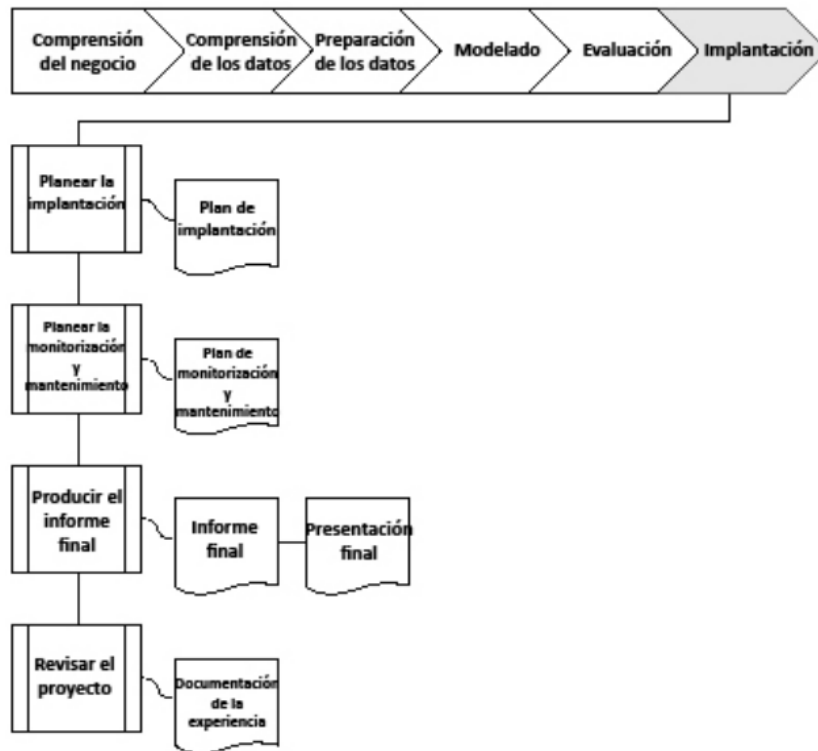 Comprensión
del negocio
Comprensión
de los datos
Preparación
de los datos
Modelado
Evaluación
Implantación
Planear la
implantación
Plan de
implantación
Planear la
monitorización
y
mantenimiento
Plan de
monitorización
y
mantenimiento
Producir el
informe
final
Informe
final
Presentación
final
Revisar el
proyecto
Documentación
de la
experiencia